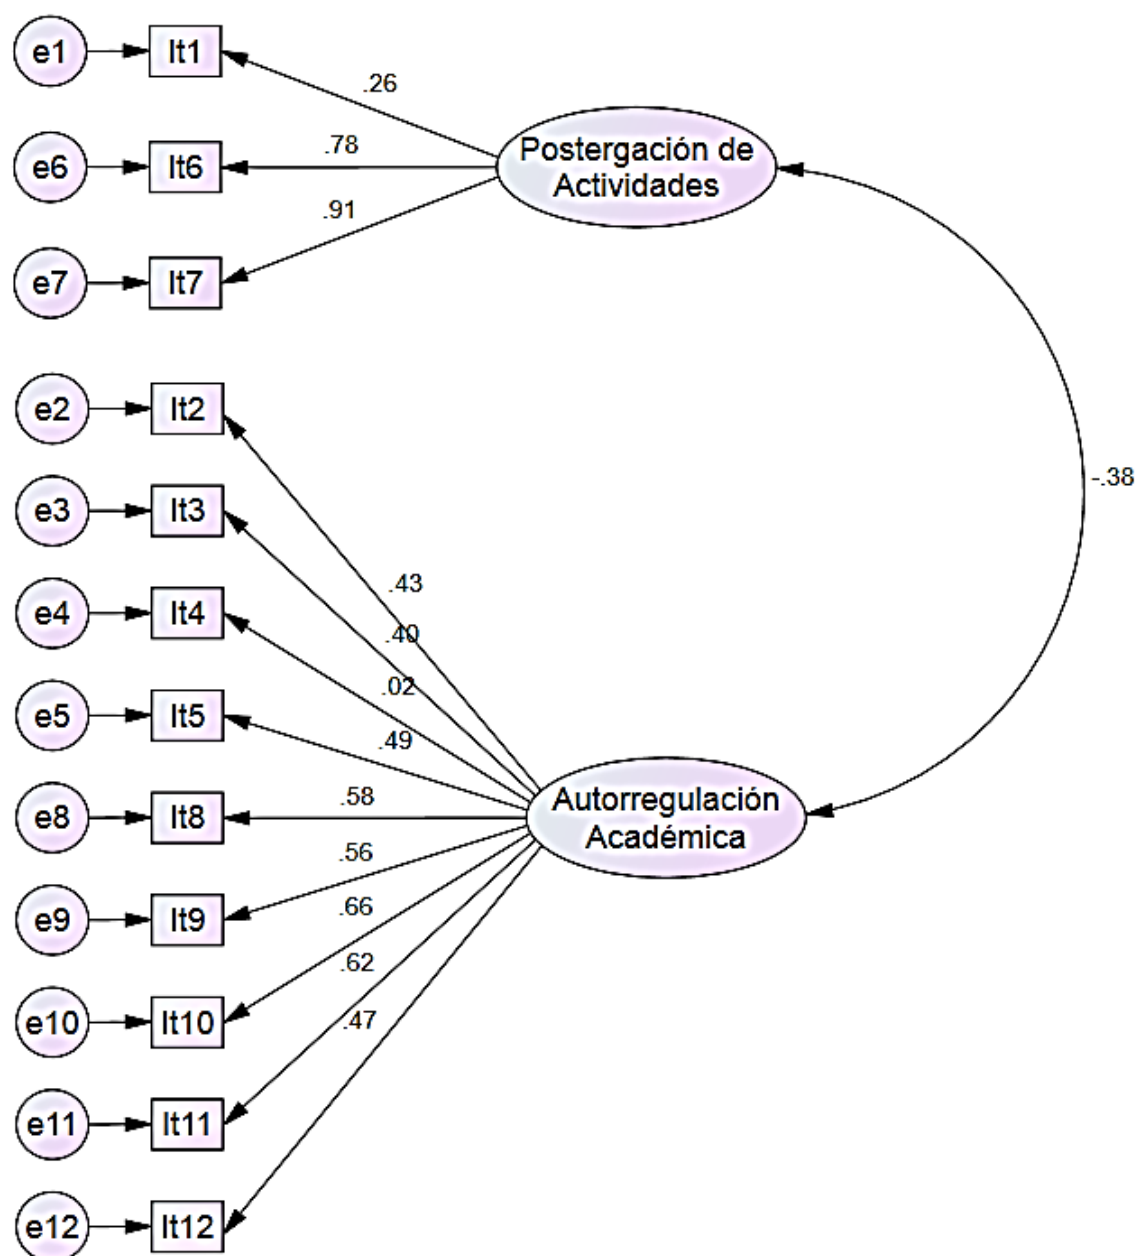 e1 It1
.26
e6 It6
.78
Postergación de
Actividades
e7 It7
.91
e2 It2
-.38
e3 It3
.43
e4 It4
.40
.02
e5 It5
.49
e8 It8
.58
Autorregulación
Académica
.56
e9 It9
.66
.62
e10 It10
.47
e11 It11
e12 It12